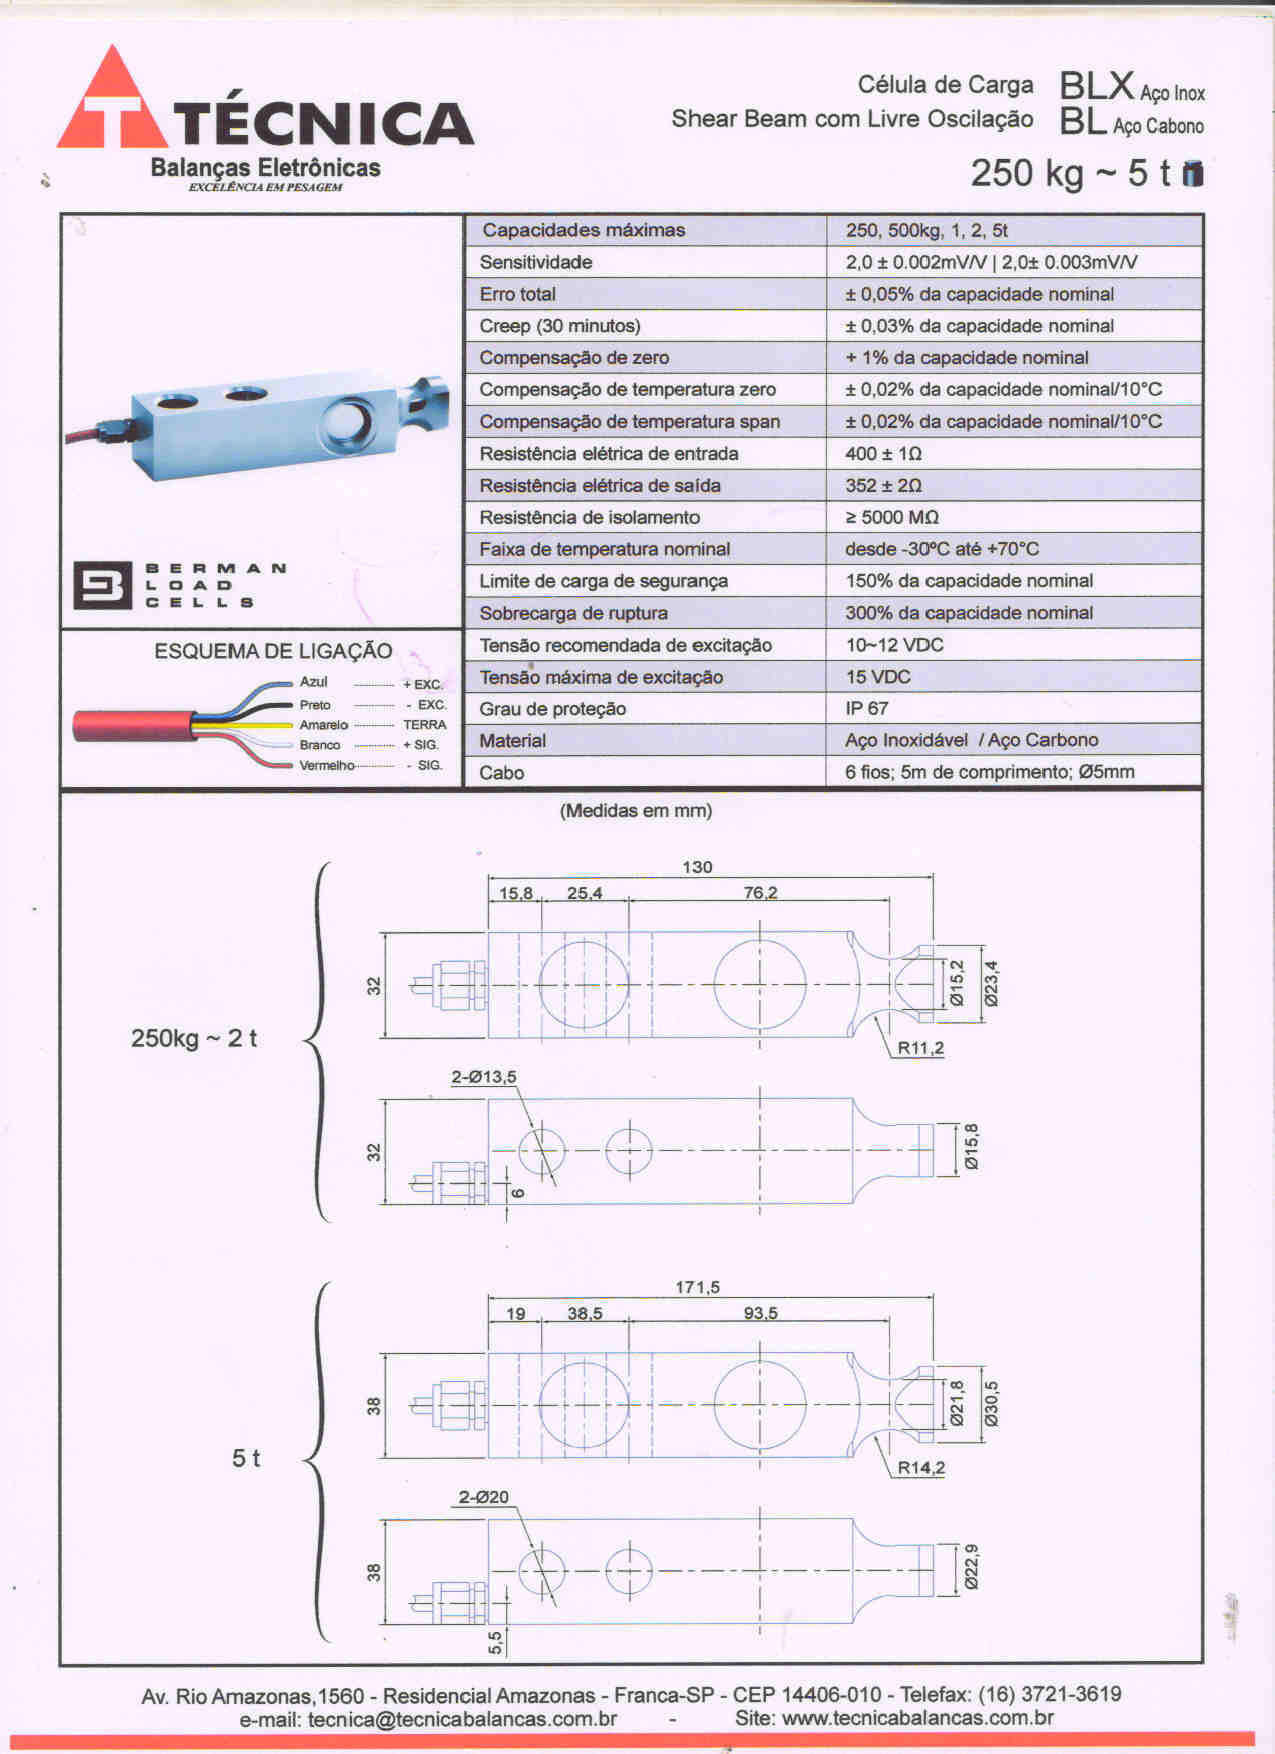 TÉCNICA
Balanças Eletrônicas
EXCELÊNCIA EM PESAGEM
Célula de Carga BLX Aço Inox
Shear Beam com Livre Oscilação BL Aço Cabono
250 kg ~ 5 t
Capacidades máximas 250, 500kg, 1, 2, 5t
Sensitividade 2,0 ± 0.002mV/V | 2,0± 0.003mV/V
Erro total ± 0,05% da capacidade nominal
Creep (30 minutos) ± 0,03% da capacidade nominal
Compensação de zero + 1% da capacidade nominal
Compensação de temperatura zero ± 0,02% da capacidade nominal/10°C
Compensação de temperatura span ± 0,02% da capacidade nominal/10°C
Resistência elétrica de entrada 400 ± 1Ω
Resistência elétrica de saída 352 ± 2Ω
Resistência de isolamento ≥ 5000 MΩ
Faixa de temperatura nominal desde -30ºC até +70°C
Limite de carga de segurança 150% da capacidade nominal
Sobrecarga de ruptura 300% da capacidade nominal
Tensão recomendada de excitação 10~12 VDC
Tensão máxima de excitação 15 VDC
Grau de proteção IP 67
Material Aço Inoxidável / Aço Carbono
Cabo 6 fios; 5m de comprimento; Ø5mm
BERMAN
LOAD
CELLS
ESQUEMA DE LIGAÇÃO
Azul + EXC.
Preto - EXC.
Amarelo TERRA
Branco + SIG.
Vermelho - SIG.
(Medidas em mm)
130
15,8 25,4 76,2
32
Ø15,2
Ø23,4
250kg ~ 2 t
R11,2
2-Ø13,5
32
Ø15,8
6
171,5
19 38,5 93,5
38
Ø21,8
Ø30,5
5 t
R14,2
2-Ø20
38
Ø22,9
5,5
Av. Rio Amazonas,1560 - Residencial Amazonas - Franca-SP - CEP 14406-010 - Telefax: (16) 3721-3619
e-mail: tecnica@tecnicabalancas.com.br - Site: www.tecnicabalancas.com.br